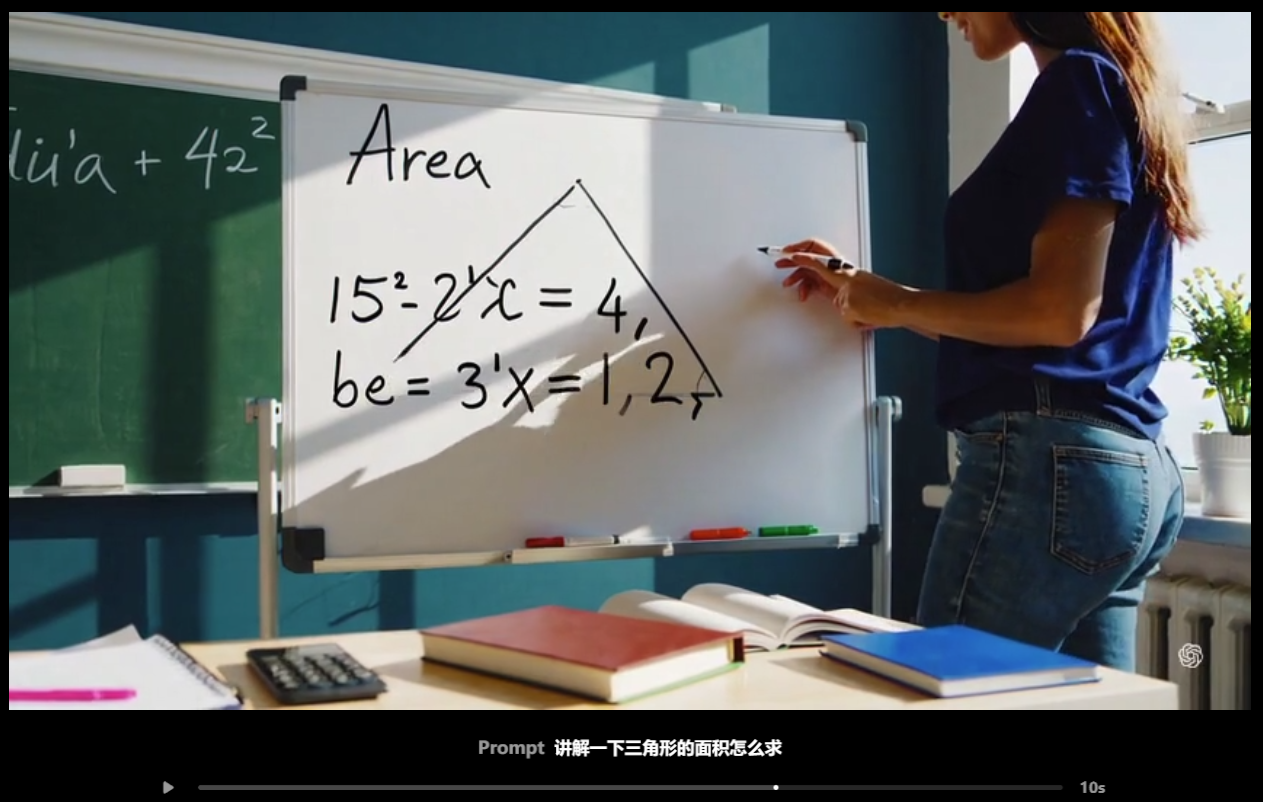 Area
15²-2'x = 4,
be = 3'x = 1,2,
+ 4z²
Prompt 讲解一下三角形的面积怎么求
10s